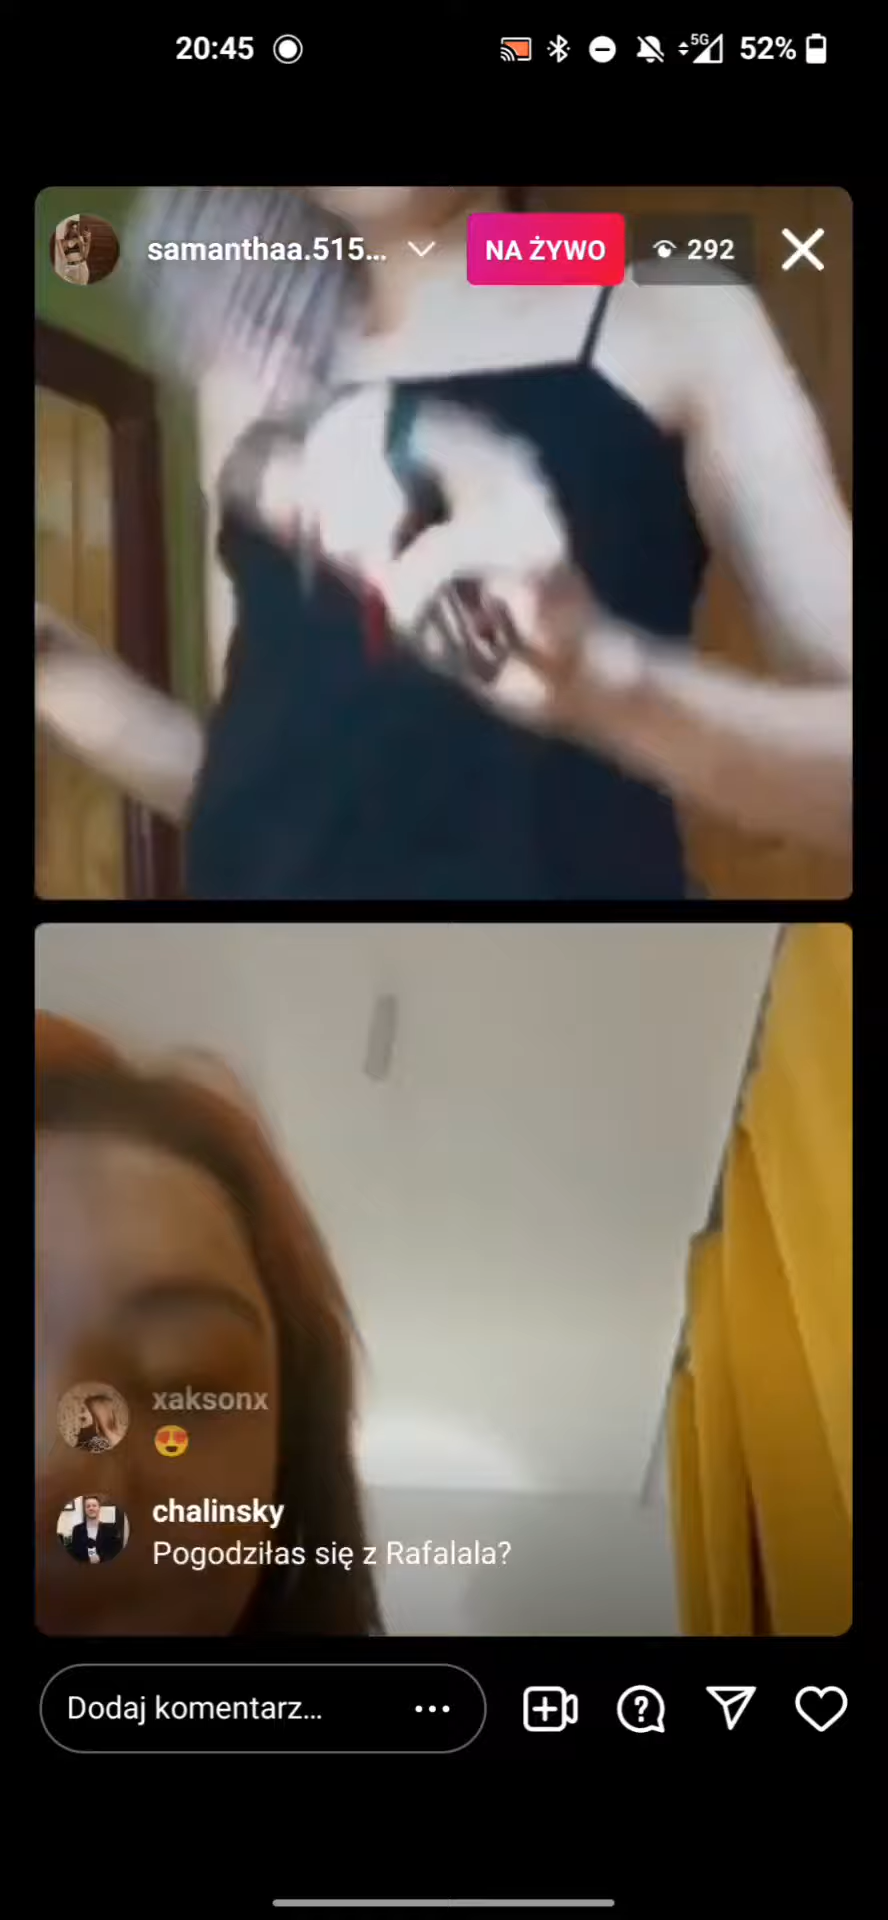 20:45
5G
52%
samanthaa.515...
NA ŻYWO
292
xaksonx
chalinsky
Pogodziłas się z Rafalala?
Dodaj komentarz...